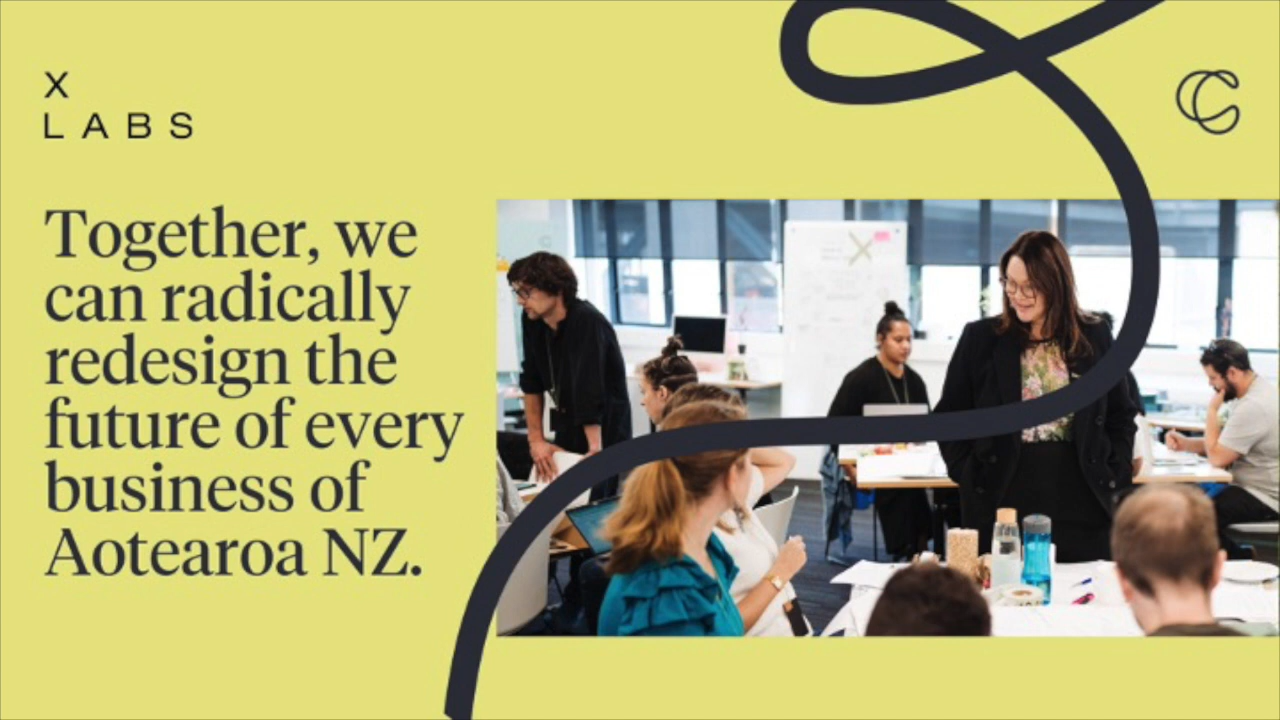 X
LABS
Together, we
can radically
redesign the
future of every
business of
Aotearoa NZ.